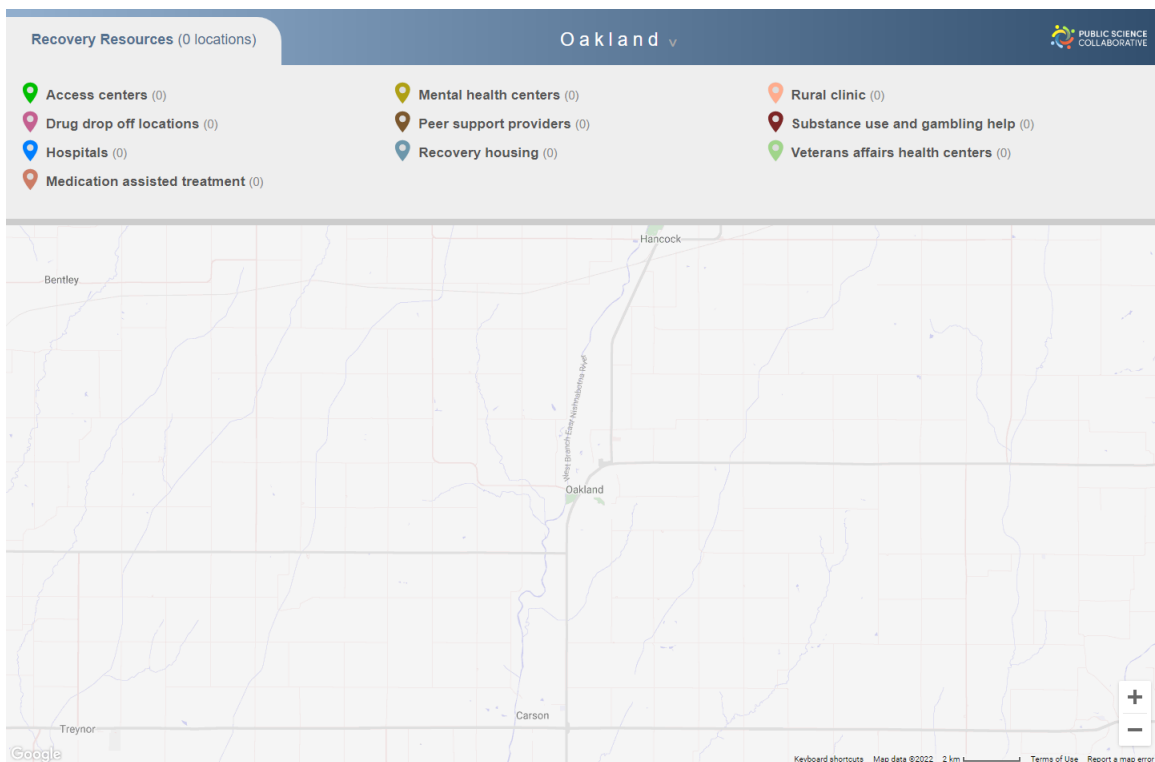 Recovery Resources (0 locations)
Oakland v
PUBLIC SCIENCE
COLLABORATIVE
Access centers (0)
Mental health centers (0)
Rural clinic (0)
Drug drop off locations (0)
Peer support providers (0)
Substance use and gambling help (0)
Hospitals (0)
Recovery housing (0)
Veterans affairs health centers (0)
Medication assisted treatment (0)
Hancock
Bentley
West Branch East Nishnabotna River
Oakland
Carson
Treynor
+
−
Google
Keyboard shortcuts Map data ©2022 2 km Terms of Use Report a map error